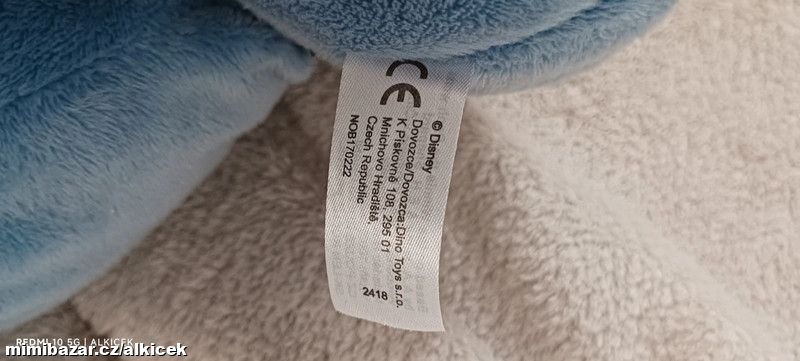 CE
© Disney
Dovozce/Dovozca:Dino Toys s.r.o.
K Pískovně 108, 295 01
Mnichovo Hradiště,
Czech Republic
NOB170222
2418
REDMI 10 5G | ALKICEK
mimibazar.cz/alkicek